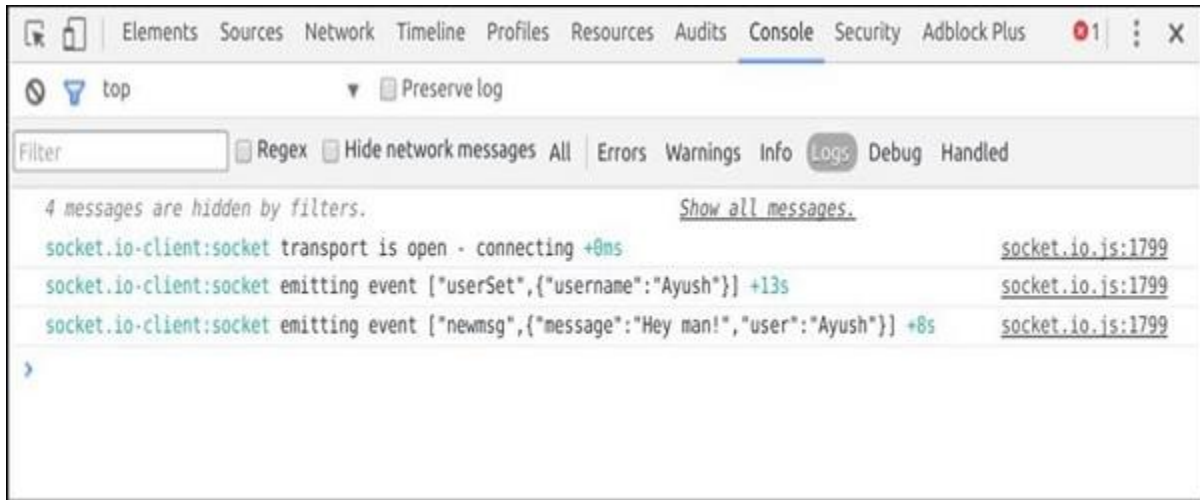 Elements Sources Network Timeline Profiles Resources Audits Console Security Adblock Plus 1
top Preserve log
Filter Regex Hide network messages All Errors Warnings Info Logs Debug Handled
4 messages are hidden by filters. Show all messages.
socket.io-client:socket transport is open - connecting +0ms socket.io.js:1799
socket.io-client:socket emitting event ["userSet",{"username":"Ayush"}] +13s socket.io.js:1799
socket.io-client:socket emitting event ["newmsg",{"message":"Hey man!","user":"Ayush"}] +8s socket.io.js:1799